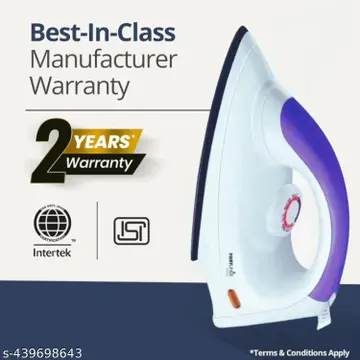 Best-In-Class
Manufacturer
Warranty
2 YEARS*
Warranty
Intertek
ISI
*Terms & Conditions Apply
s-439698643